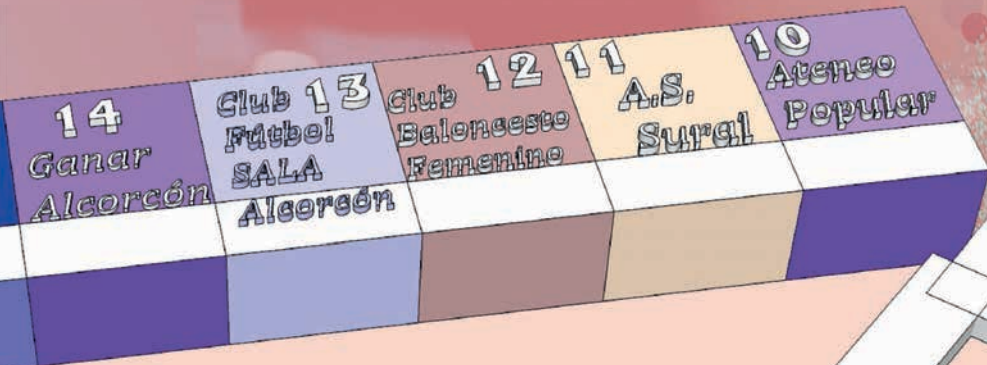 14
Ganar
Alcorcón
13
Club
Fútbol
SALA
Alcorcón
12
Club
Baloncesto
Femenino
11
A.S.
Sural
10
Ateneo
Popular